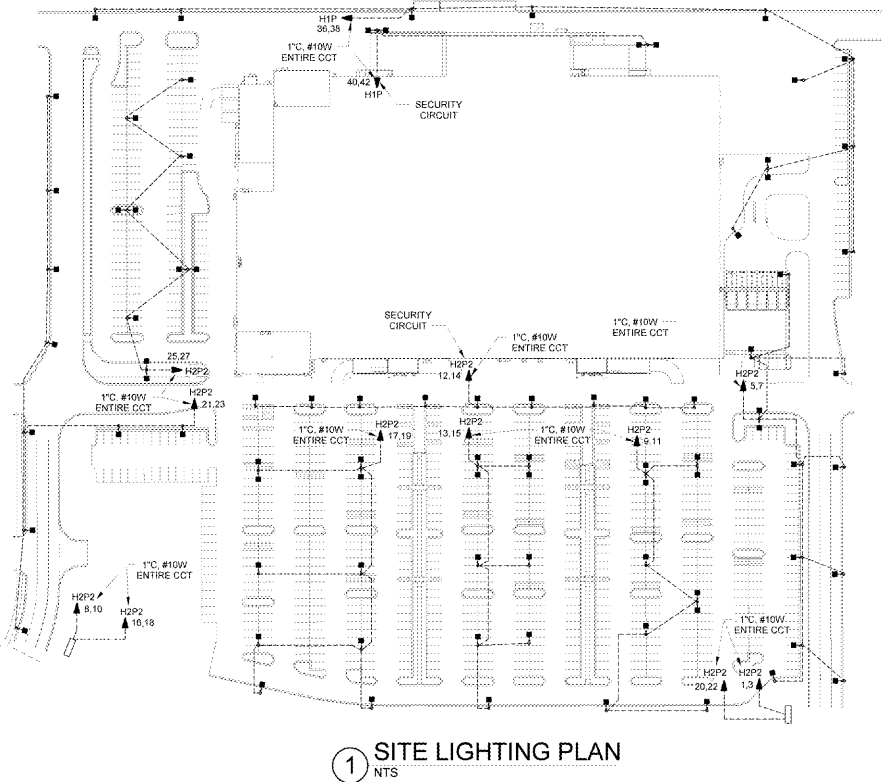 H1P
36,38
1"C, #10W
ENTIRE CCT
40,42
H1P
SECURITY
CIRCUIT
SECURITY
CIRCUIT
1"C, #10W
ENTIRE CCT
1"C, #10W
ENTIRE CCT
25,27
H2P2
H2P2
12,14
H2P2
5,7
1"C, #10W
ENTIRE CCT
H2P2
21,23
1"C, #10W
ENTIRE CCT
H2P2
17,19
H2P2
13,15
1"C, #10W
ENTIRE CCT
H2P2
9,11
1"C, #10W
ENTIRE CCT
H2P2
8,10
H2P2
16,18
1"C, #10W
ENTIRE CCT
H2P2
20,22
H2P2
1,3
1 SITE LIGHTING PLAN
NTS